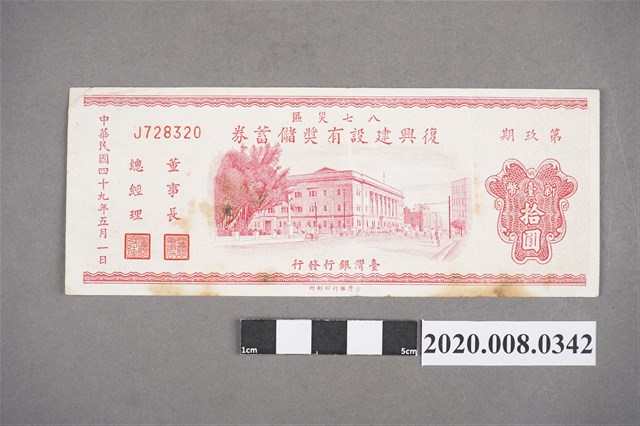 區災七八
券蓄儲獎有設建興復
期玖第
J728320
中華民國四十九年五月一日
董事長
總經理
新臺幣
拾圓
行發行銀灣臺
1cm
5cm
2020.008.0342